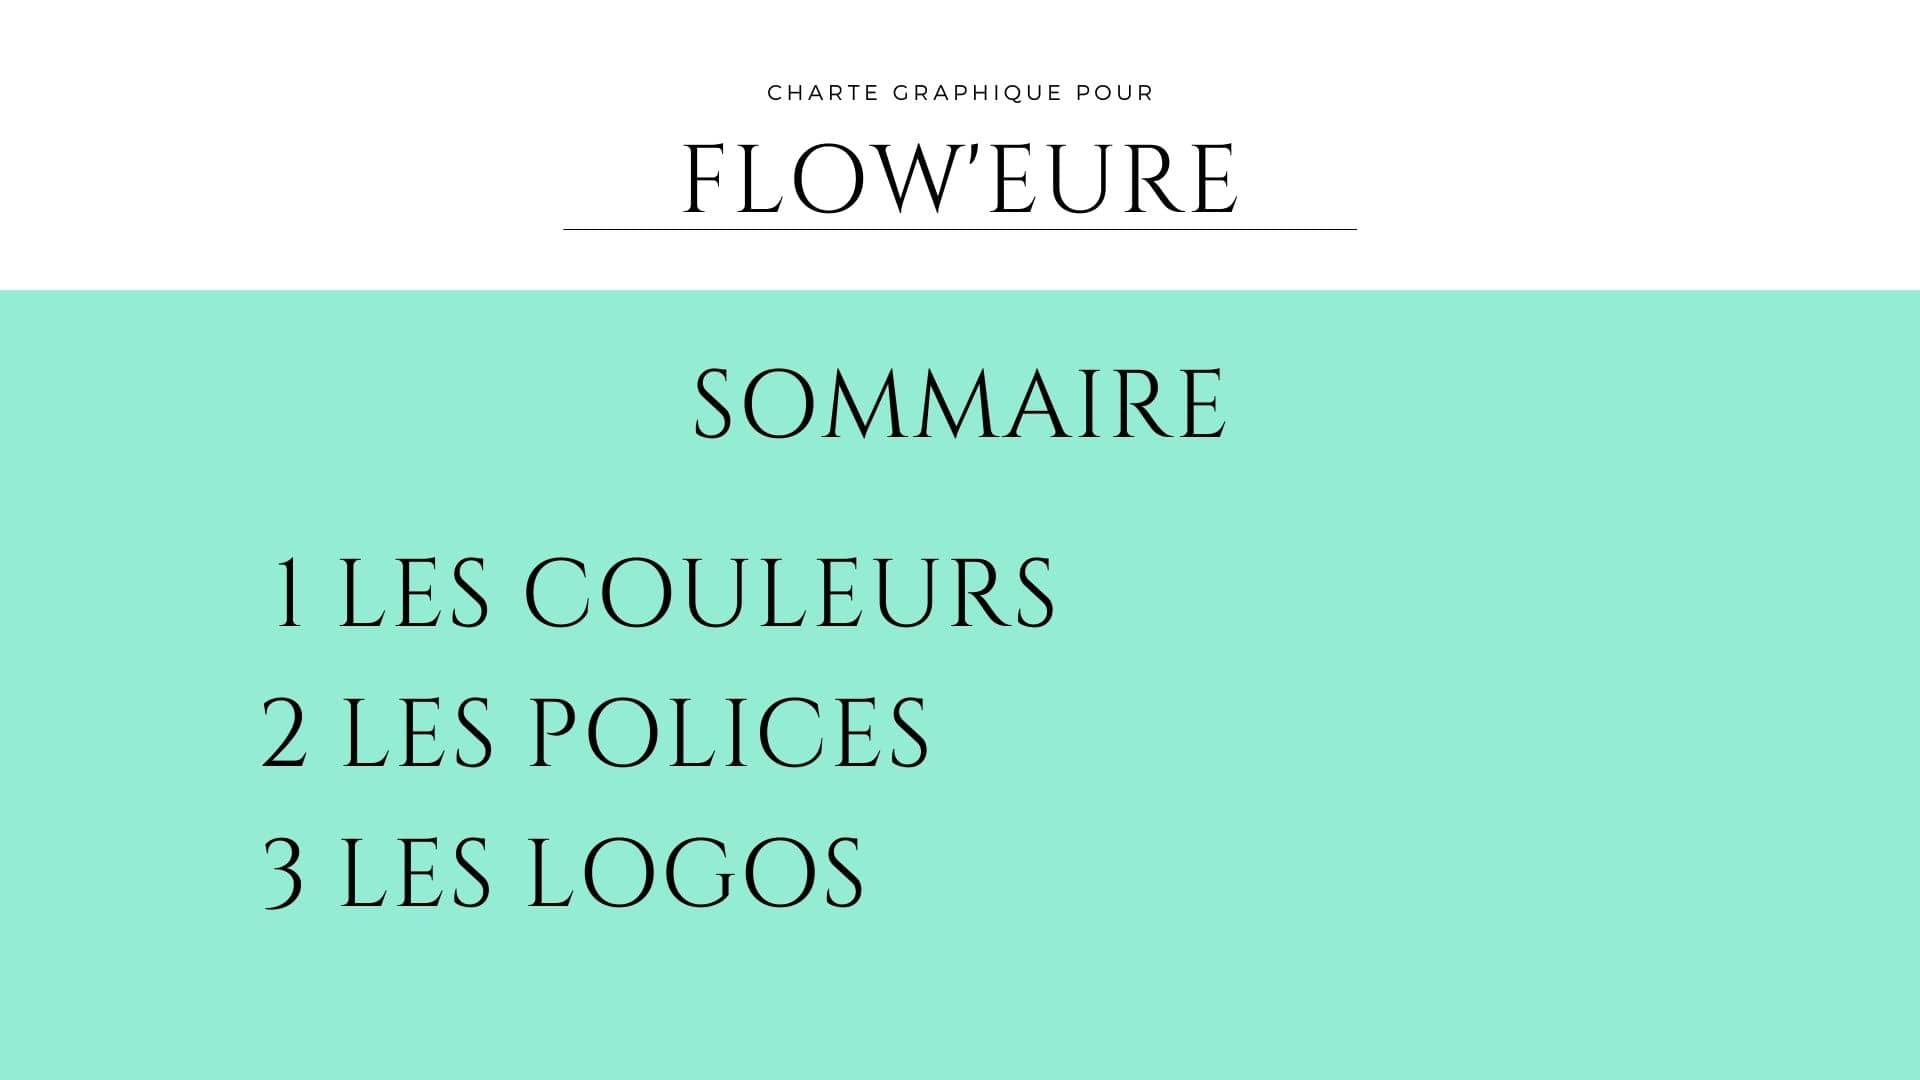 CHARTE GRAPHIQUE POUR
FLOW'EURE
SOMMAIRE
1 LES COULEURS
2 LES POLICES
3 LES LOGOS